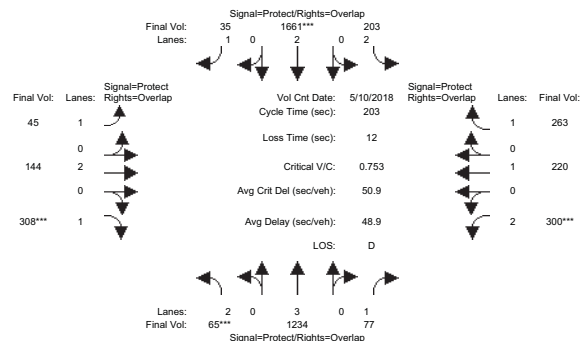 Signal=Protect/Rights=Overlap
Final Vol: 35 1661*** 203
Lanes: 1 0 2 0 2
Signal=Protect
Final Vol: Lanes: Rights=Overlap Vol Cnt Date: 5/10/2018
Signal=Protect
Rights=Overlap Lanes: Final Vol:
Cycle Time (sec): 203
45 1 1 263
Loss Time (sec): 12
0 0
144 2 Critical V/C: 0.753 1 220
0 Avg Crit Del (sec/veh): 50.9 0
308*** 1 Avg Delay (sec/veh): 48.9 2 300***
LOS: D
Lanes: 2 0 3 0 1
Final Vol: 65*** 1234 77
Signal=Protect/Rights=Overlap